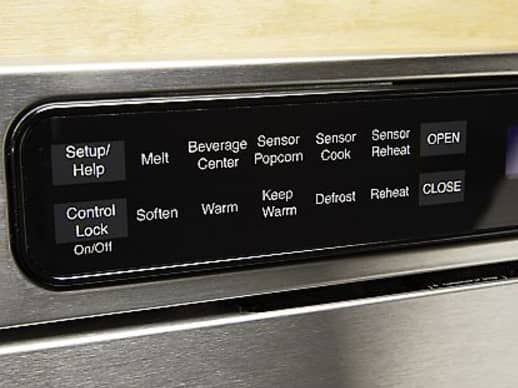 Setup/
Help
Melt
Beverage
Center
Sensor
Popcorn
Sensor
Cook
Sensor
Reheat
OPEN
Control
Lock
On/Off
Soften
Warm
Keep
Warm
Defrost
Reheat
CLOSE